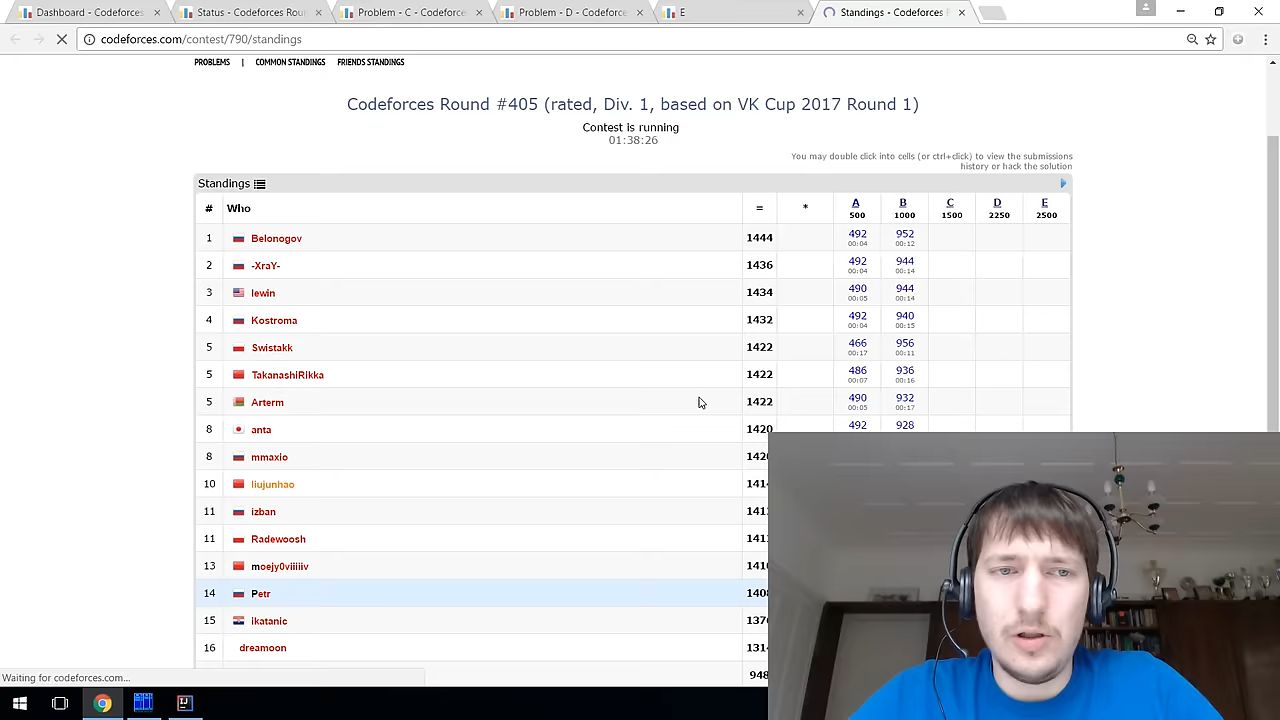 Dashboard - Codeforces
Status - Codeforces Rou
Problem - C - Codeforce
Problem - D - Codeforce
E
Standings - Codeforces
codeforces.com/contest/790/standings
PROBLEMS | COMMON STANDINGS FRIENDS STANDINGS
Codeforces Round #405 (rated, Div. 1, based on VK Cup 2017 Round 1)
Contest is running
01:38:26
You may double click into cells (or ctrl+click) to view the submissions
history or hack the solution
Standings
# Who = * A B C D E
500 1000 1500 2250 2500
1 Belonogov 1444 492 952
00:04 00:12
2 -XraY- 1436 492 944
00:04 00:14
3 lewin 1434 490 944
00:05 00:14
4 Kostroma 1432 492 940
00:04 00:15
5 Swistakk 1422 466 956
00:17 00:11
5 TakanashiRikka 1422 486 936
00:07 00:16
5 Arterm 1422 490 932
00:05 00:17
8 anta 1420 492 928
8 mmaxio 142
10 liujunhao 141
11 izban 141
11 Radewoosh 141
13 moejy0viiiiiv 141
14 Petr 140
15 ikatanic 137
16 dreamoon 131
948
Waiting for codeforces.com...